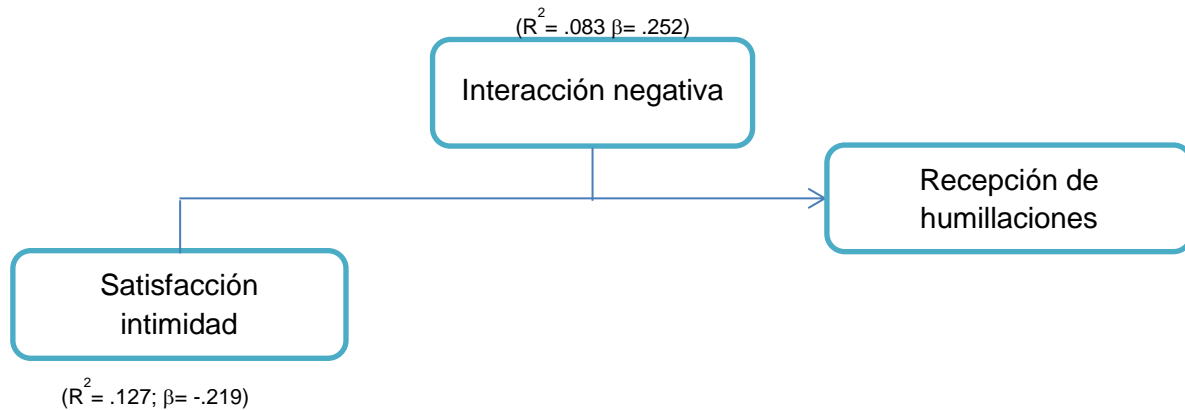 (R²= .083 β= .252)
Interacción negativa
Recepción de
humillaciones
Satisfacción
intimidad
(R²= .127; β= -.219)